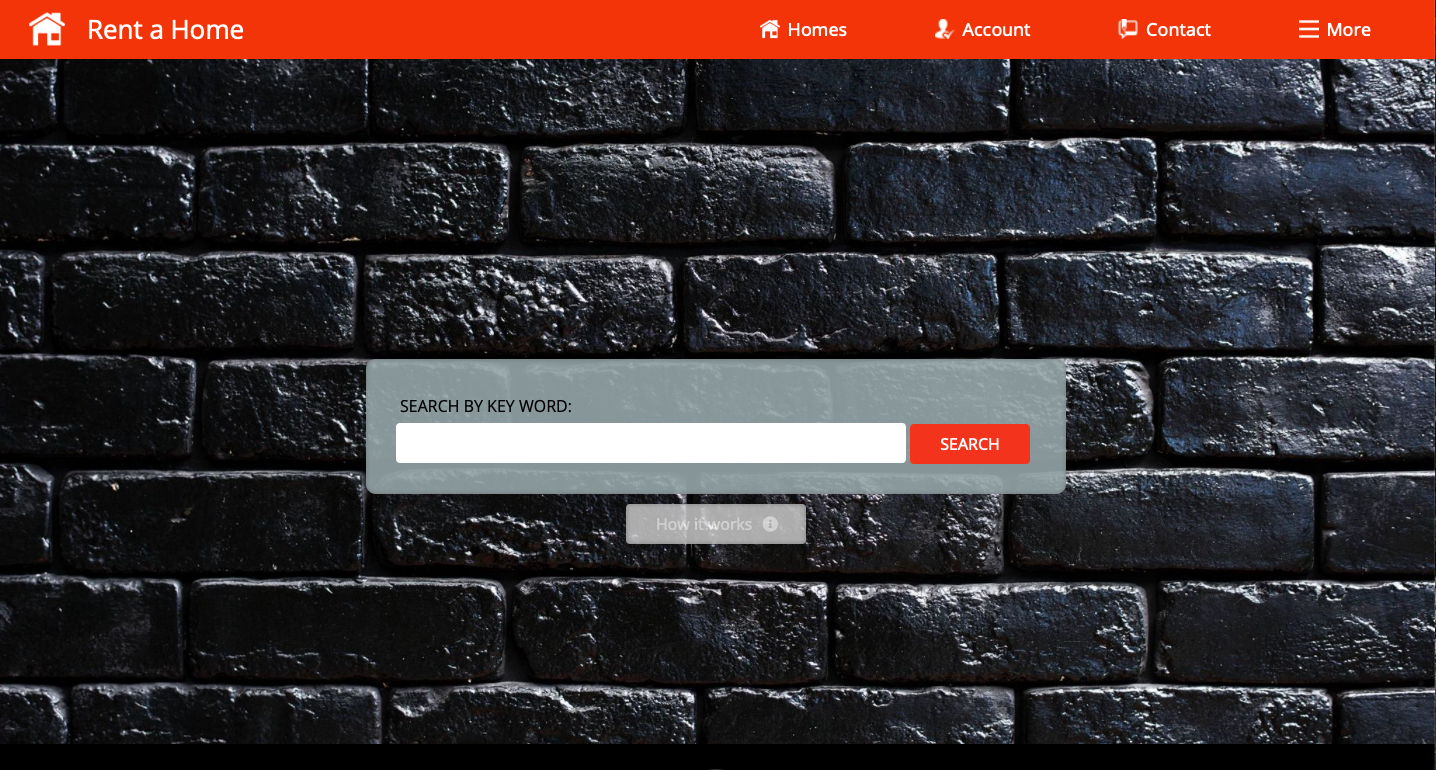 Rent a Home
Homes
Account
Contact
More
SEARCH BY KEY WORD:
SEARCH
How it works